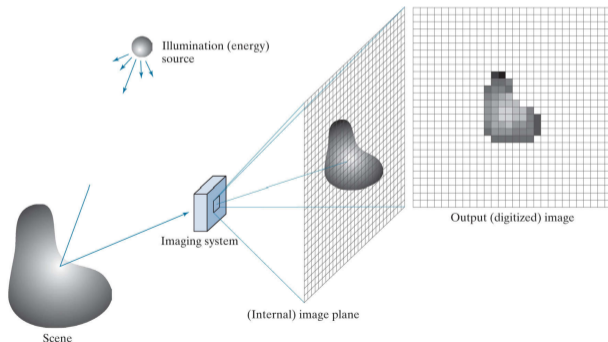 Illumination (energy)
source
Output (digitized) image
Imaging system
(Internal) image plane
Scene